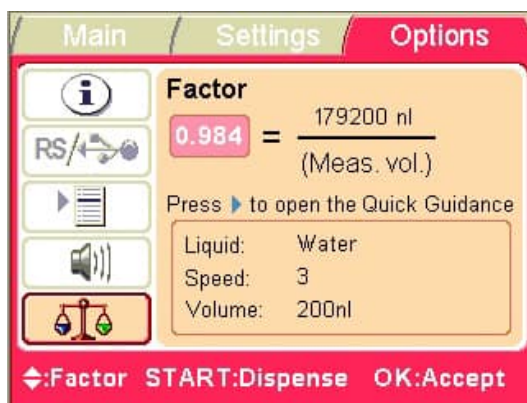 Main Settings Options
Factor
0.984 = 179200 nl
(Meas. vol.)
RS/
Press to open the Quick Guidance
Liquid: Water
Speed: 3
Volume: 200nl
:Factor START:Dispense OK:Accept